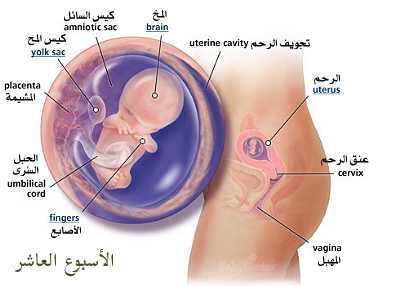 كيس السائل
amniotic sac
المخ
brain
كيس المح
yolk sac
uterine cavity تجويف الرحم
placenta
المشيمة
الرحم
uterus
الحبل
السرى
umbilical
cord
عنق الرحم
cervix
fingers
الأصابع
vagina
المهبل
الأسبوع العاشر